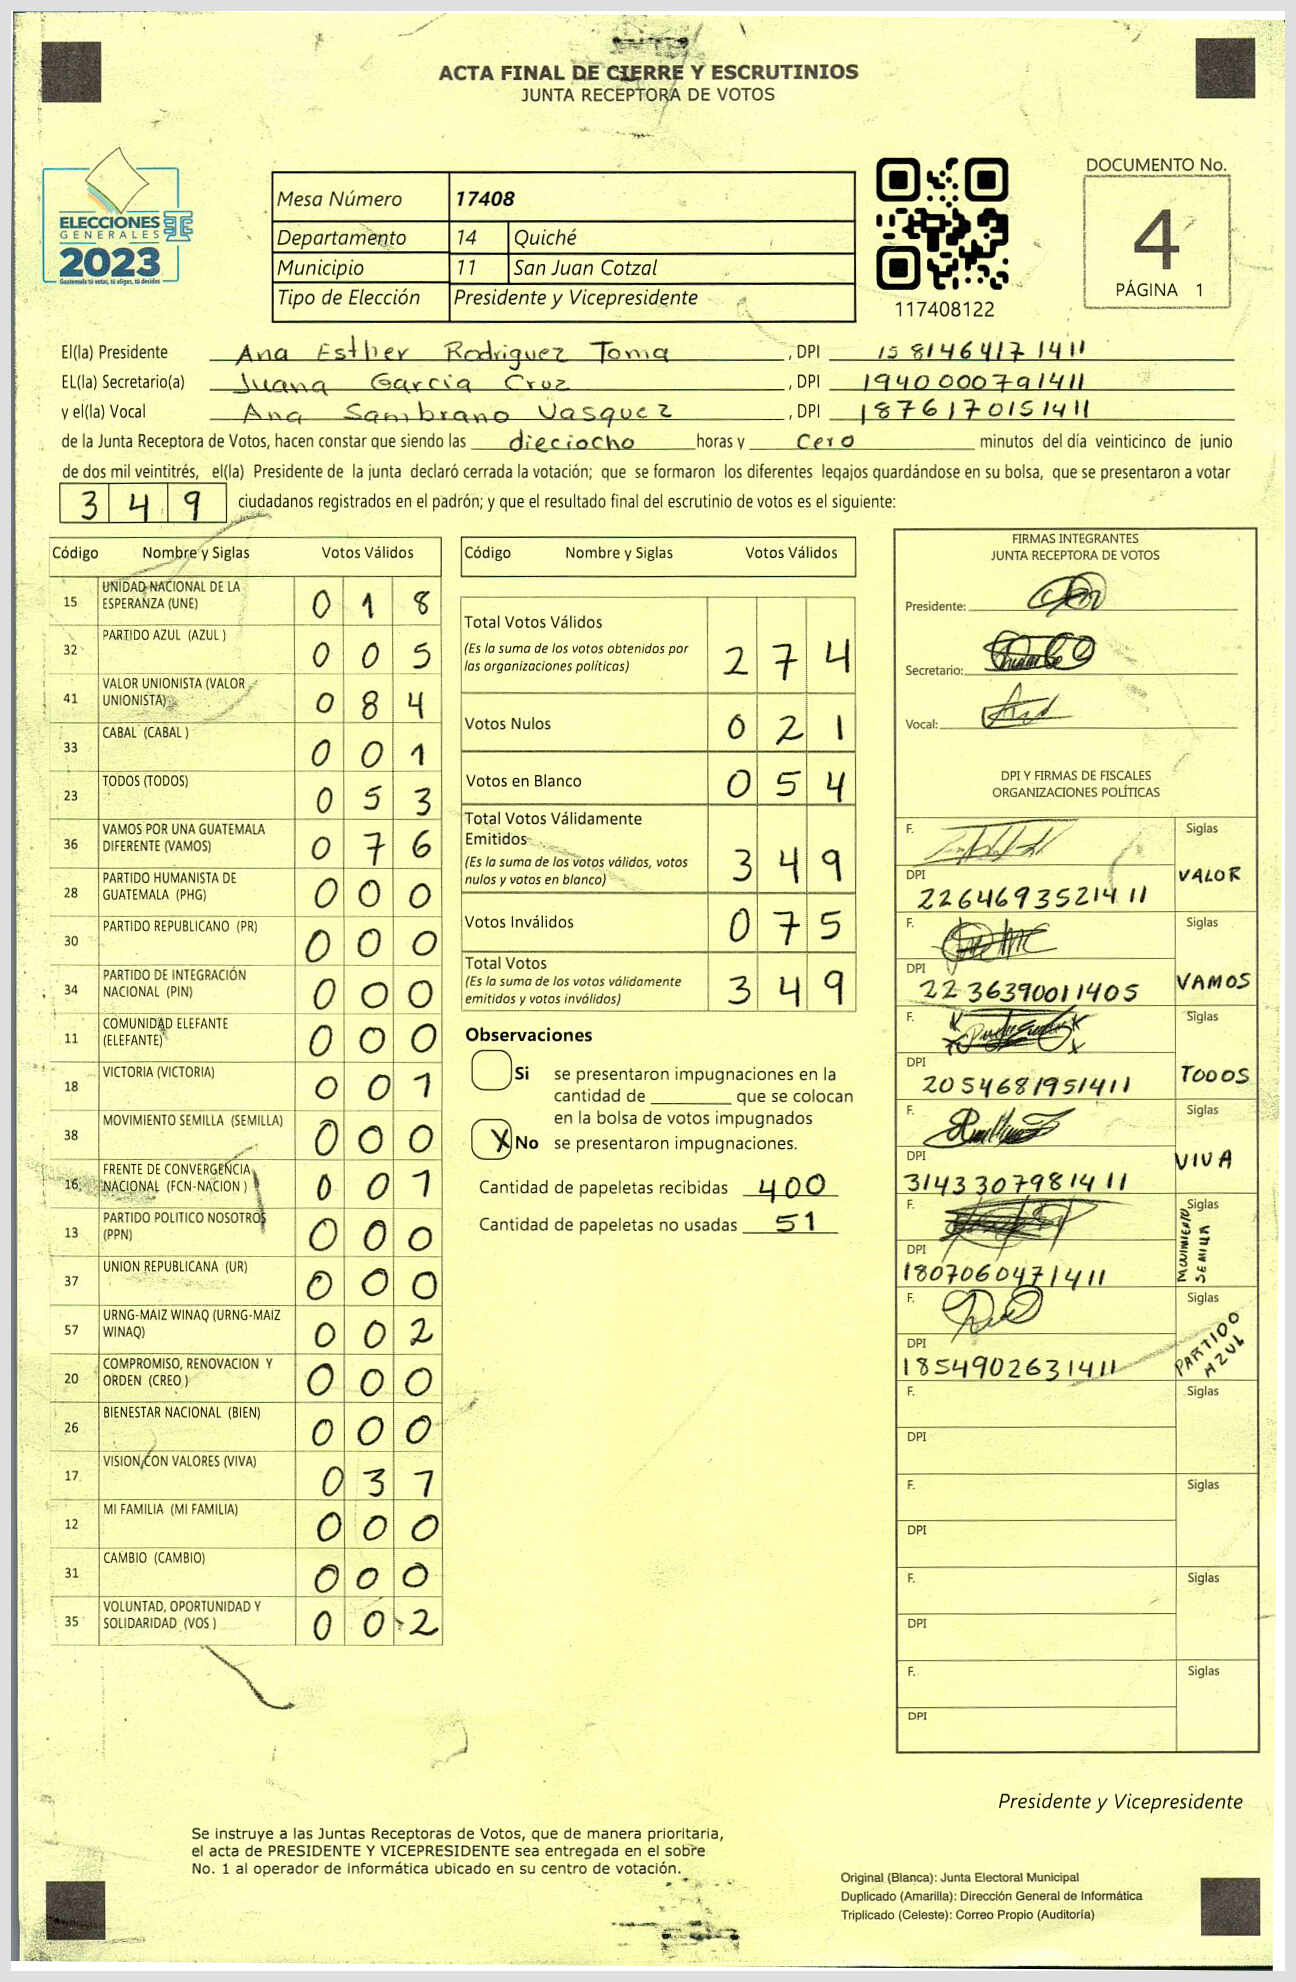 ACTA FINAL DE CIERRE Y ESCRUTINIOS
JUNTA RECEPTORA DE VOTOS
ELECCIONES
GENERALES
2023
Guatemala tú votas, tú eliges, tú decides
Mesa Número 17408
Departamento 14 Quiché
Municipio 11 San Juan Cotzal
Tipo de Elección Presidente y Vicepresidente
117408122
DOCUMENTO No.
4
PÁGINA 1
El(la) Presidente Ana Esther Rodriguez Toma , DPI 1581464171411
EL(la) Secretario(a) Juana Garcia Cruz , DPI 1940000791411
y el(la) Vocal Ana Sambrano Vasquez , DPI 1876170151411
de la Junta Receptora de Votos, hacen constar que siendo las dieciocho horas y cero minutos del día veinticinco de junio
de dos mil veintitrés, el(la) Presidente de la junta declaró cerrada la votación; que se formaron los diferentes legajos guardándose en su bolsa, que se presentaron a votar
3 4 9 ciudadanos registrados en el padrón; y que el resultado final del escrutinio de votos es el siguiente:
Código Nombre y Siglas Votos Válidos
15 UNIDAD NACIONAL DE LA ESPERANZA (UNE) 0 1 8
32 PARTIDO AZUL (AZUL ) 0 0 5
41 VALOR UNIONISTA (VALOR UNIONISTA) 0 8 4
33 CABAL (CABAL ) 0 0 1
23 TODOS (TODOS) 0 5 3
36 VAMOS POR UNA GUATEMALA DIFERENTE (VAMOS) 0 7 6
28 PARTIDO HUMANISTA DE GUATEMALA (PHG) 0 0 0
30 PARTIDO REPUBLICANO (PR) 0 0 0
34 PARTIDO DE INTEGRACIÓN NACIONAL (PIN) 0 0 0
11 COMUNIDAD ELEFANTE (ELEFANTE) 0 0 0
18 VICTORIA (VICTORIA) 0 0 1
38 MOVIMIENTO SEMILLA (SEMILLA) 0 0 0
16 FRENTE DE CONVERGENCIA NACIONAL (FCN-NACION ) 0 0 1
13 PARTIDO POLITICO NOSOTROS (PPN) 0 0 0
37 UNION REPUBLICANA (UR) 0 0 0
57 URNG-MAIZ WINAQ (URNG-MAIZ WINAQ) 0 0 2
20 COMPROMISO, RENOVACION Y ORDEN (CREO ) 0 0 0
26 BIENESTAR NACIONAL (BIEN) 0 0 0
17 VISION CON VALORES (VIVA) 0 3 7
12 MI FAMILIA (MI FAMILIA) 0 0 0
31 CAMBIO (CAMBIO) 0 0 0
35 VOLUNTAD, OPORTUNIDAD Y SOLIDARIDAD (VOS ) 0 0 2
Código Nombre y Siglas Votos Válidos
Total Votos Válidos 2 7 4
(Es la suma de los votos obtenidos por
las organizaciones políticas)
Votos Nulos 0 2 1
Votos en Blanco 0 5 4
Total Votos Válidamente
Emitidos 3 4 9
(Es la suma de los votos válidos, votos
nulos y votos en blanco)
Votos Inválidos 0 7 5
Total Votos 3 4 9
(Es la suma de los votos válidamente
emitidos y votos inválidos)
Observaciones
Si se presentaron impugnaciones en la
cantidad de que se colocan
en la bolsa de votos impugnados
X No se presentaron impugnaciones.
Cantidad de papeletas recibidas 400
Cantidad de papeletas no usadas 51
FIRMAS INTEGRANTES
JUNTA RECEPTORA DE VOTOS
Presidente:
Secretario:
Vocal:
DPI Y FIRMAS DE FISCALES
ORGANIZACIONES POLÍTICAS
F. Siglas
DPI VALOR
2264693521411
F. Siglas
DPI VAMOS
2236390011405
F. Siglas
DPI TODOS
2054681951411
F. Siglas
DPI VIVA
3143307981411
F. Siglas
DPI MOVIMIENTO SEMILLA
1807060471411
F. Siglas
DPI PARTIDO AZUL
1854902631411
F. Siglas
DPI
F. Siglas
DPI
F. Siglas
DPI
F. Siglas
DPI
Presidente y Vicepresidente
Se instruye a las Juntas Receptoras de Votos, que de manera prioritaria,
el acta de PRESIDENTE Y VICEPRESIDENTE sea entregada en el sobre
No. 1 al operador de informática ubicado en su centro de votación.
Original (Blanca): Junta Electoral Municipal
Duplicado (Amarilla): Dirección General de Informática
Triplicado (Celeste): Correo Propio (Auditoría)